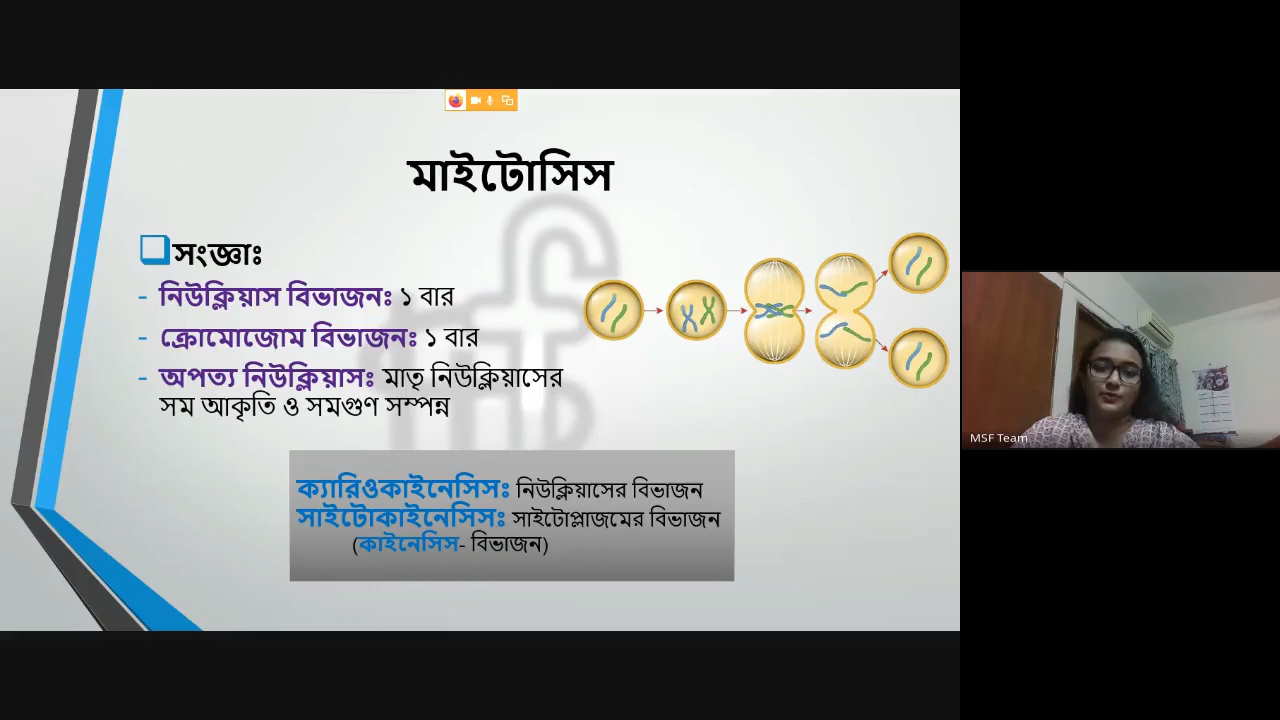 মাইটোসিস
সংজ্ঞাঃ
- নিউক্লিয়াস বিভাজনঃ ১ বার
- ক্রোমোজোম বিভাজনঃ ১ বার
- অপত্য নিউক্লিয়াসঃ মাতৃ নিউক্লিয়াসের
সম আকৃতি ও সমগুণ সম্পন্ন
ক্যারিওকাইনেসিসঃ নিউক্লিয়াসের বিভাজন
সাইটোকাইনেসিসঃ সাইটোপ্লাজমের বিভাজন
(কাইনেসিস- বিভাজন)
MSF Team